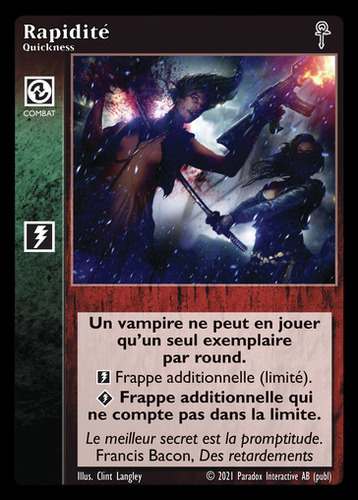 Rapidité
Quickness
COMBAT
Un vampire ne peut en jouer
qu'un seul exemplaire
par round.
Frappe additionnelle (limité).
Frappe additionnelle qui
ne compte pas dans la limite.
Le meilleur secret est la promptitude.
Francis Bacon, Des retardements
Illus. Clint Langley © 2021 Paradox Interactive AB (publ)